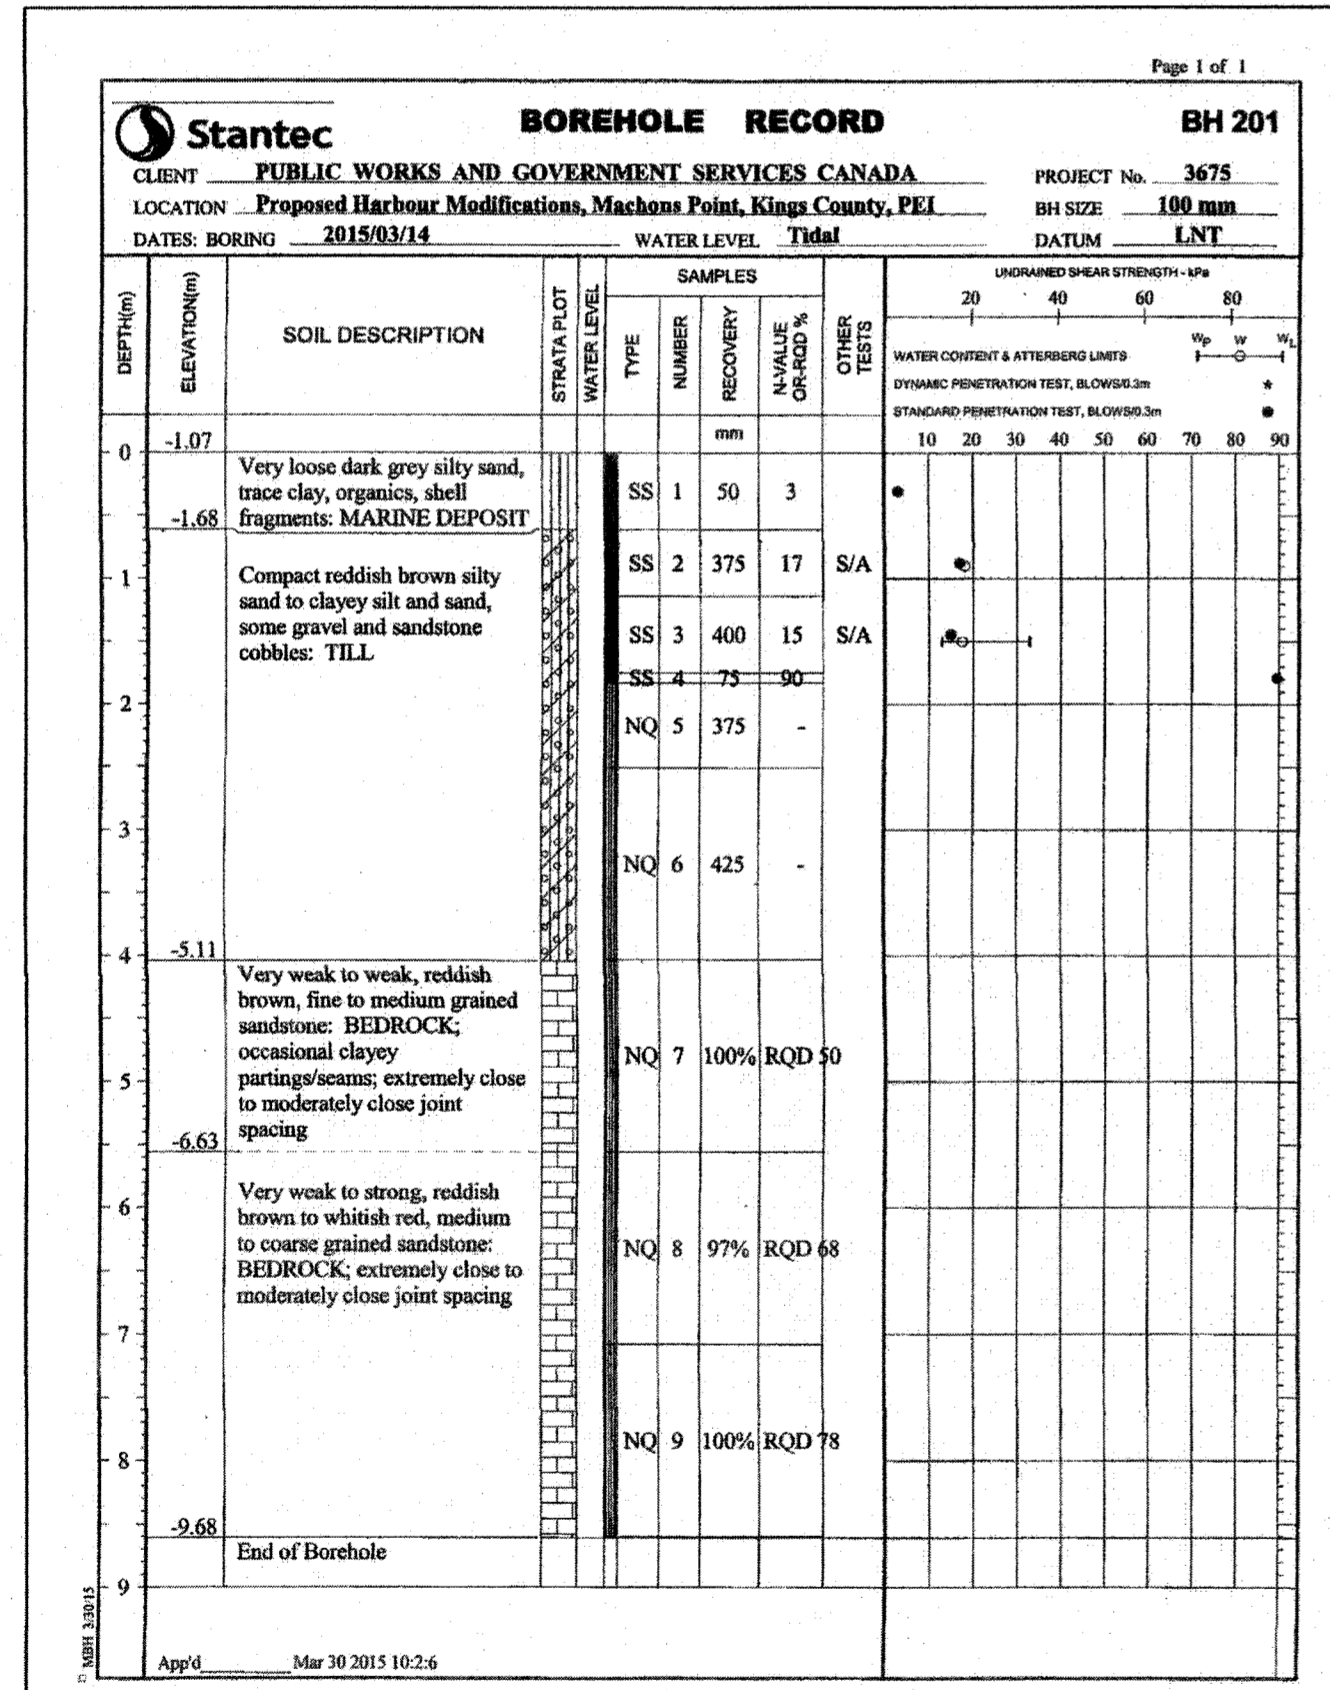 Page 1 of 1
Stantec
BOREHOLE RECORD
BH 201
CLIENT PUBLIC WORKS AND GOVERNMENT SERVICES CANADA PROJECT No. 3675
LOCATION Proposed Harbour Modifications, Machons Point, Kings County, PEI BH SIZE 100 mm
DATES: BORING 2015/03/14 WATER LEVEL Tidal DATUM LNT
DEPTH(m)
ELEVATION(m)
SOIL DESCRIPTION
STRATA PLOT
WATER LEVEL
SAMPLES
TYPE
NUMBER
RECOVERY
N-VALUE
OR-RQD %
OTHER
TESTS
UNDRAINED SHEAR STRENGTH - kPa
20 40 60 80
WP W WL
WATER CONTENT & ATTERBERG LIMITS
DYNAMIC PENETRATION TEST, BLOWS/0.3m *
STANDARD PENETRATION TEST, BLOWS/0.3m ●
mm
10 20 30 40 50 60 70 80 90
-1.07
0
Very loose dark grey silty sand,
trace clay, organics, shell
fragments: MARINE DEPOSIT
SS 1 50 3
-1.68
SS 2 375 17 S/A
1
Compact reddish brown silty
sand to clayey silt and sand,
some gravel and sandstone
cobbles: TILL
SS 3 400 15 S/A
SS 4 75 90
2
NQ 5 375 -
3
NQ 6 425 -
4
-5.11
Very weak to weak, reddish
brown, fine to medium grained
sandstone: BEDROCK;
occasional clayey
partings/seams; extremely close
to moderately close joint
spacing
NQ 7 100% RQD 50
5
-6.63
Very weak to strong, reddish
brown to whitish red, medium
to coarse grained sandstone:
BEDROCK; extremely close to
moderately close joint spacing
6
NQ 8 97% RQD 68
7
NQ 9 100% RQD 78
8
-9.68
End of Borehole
9
MBH 3/30/15
App'd Mar 30 2015 10:2:6